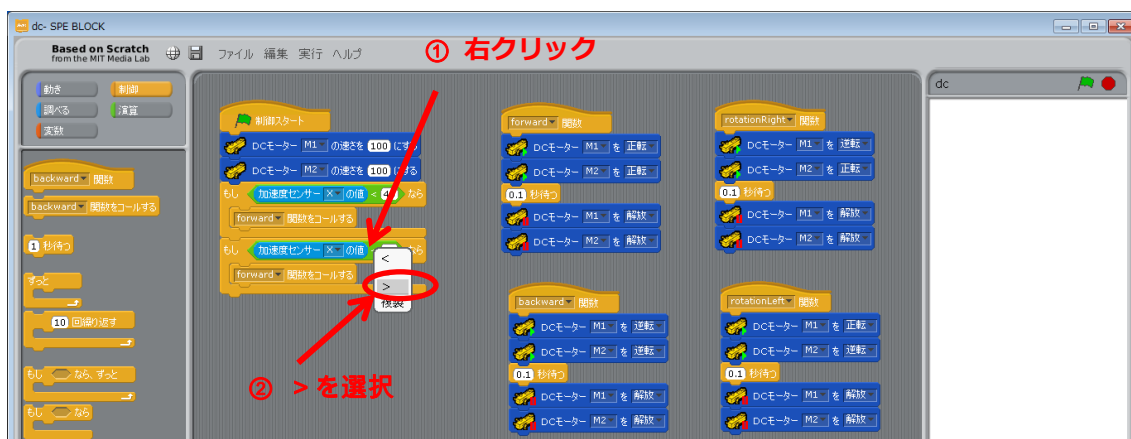 dc- SPE BLOCK
Based on Scratch
from the MIT Media Lab
ファイル 編集 実行 ヘルプ
① 右クリック
動き 制御
調べる 演算
変数
backward 関数
backward 関数をコールする
1 秒待つ
ずっと
10 回繰り返す
もし なら、ずっと
もし なら
制御スタート
DCモーター M1 の速さを 100 にする
DCモーター M2 の速さを 100 にする
もし 加速度センサー X の値 < なら
forward 関数をコールする
もし 加速度センサー X の値 なら
forward 関数をコールする
<
>
複製
② >を選択
forward 関数
DCモーター M1 を 正転
DCモーター M2 を 正転
0.1 秒待つ
DCモーター M1 を 解放
DCモーター M2 を 解放
backward 関数
DCモーター M1 を 逆転
DCモーター M2 を 逆転
0.1 秒待つ
DCモーター M1 を 解放
DCモーター M2 を 解放
rotationRight 関数
DCモーター M1 を 逆転
DCモーター M2 を 正転
0.1 秒待つ
DCモーター M1 を 解放
DCモーター M2 を 解放
rotationLeft 関数
DCモーター M1 を 正転
DCモーター M2 を 逆転
0.1 秒待つ
DCモーター M1 を 解放
DCモーター M2 を 解放
dc